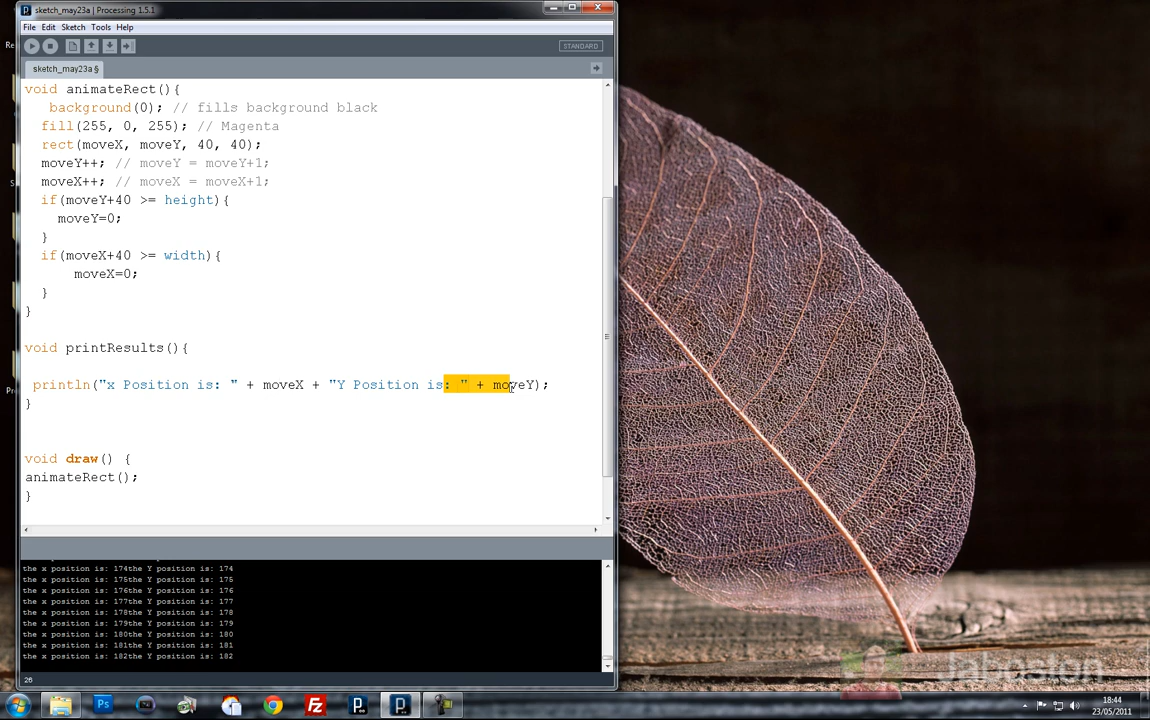 sketch_may23a | Processing 1.5.1
File Edit Sketch Tools Help
STANDARD
sketch_may23a §
void animateRect(){
background(0); // fills background black
fill(255, 0, 255); // Magenta
rect(moveX, moveY, 40, 40);
moveY++; // moveY = moveY+1;
moveX++; // moveX = moveX+1;
if(moveY+40 >= height){
moveY=0;
}
if(moveX+40 >= width){
moveX=0;
}
}
void printResults(){
println("x Position is: " + moveX + "Y Position is: " + moveY);
}
void draw() {
animateRect();
}
the x position is: 174the Y position is: 174
the x position is: 175the Y position is: 175
the x position is: 176the Y position is: 176
the x position is: 177the Y position is: 177
the x position is: 178the Y position is: 178
the x position is: 179the Y position is: 179
the x position is: 180the Y position is: 180
the x position is: 181the Y position is: 181
the x position is: 182the Y position is: 182
26
18:44
23/05/2011